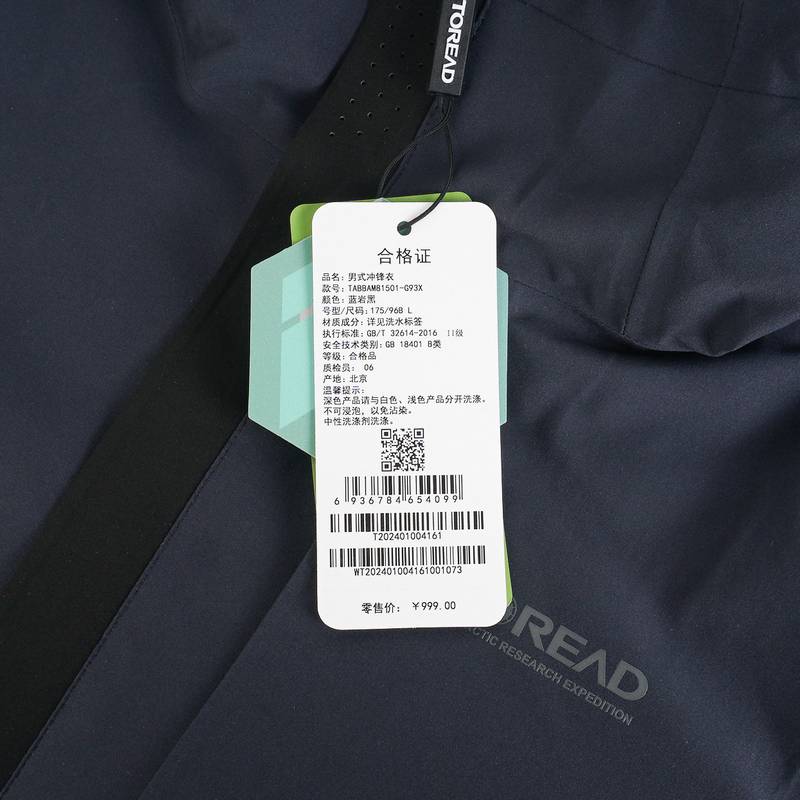 TOREAD
合格证
品名：男式冲锋衣
款号：TABBAM81501-G93X
颜色：蓝岩黑
号型/尺码：175/96B L
材质成分：详见洗水标签
执行标准：GB/T 32614-2016 II级
安全技术类别：GB 18401 B类
等级：合格品
质检员： 06
产地：北京
温馨提示：
深色产品请与白色、浅色产品分开洗涤。
不可浸泡，以免沾染。
中性洗涤剂洗涤。
6 936784 654099
T202401004161
WT202401004161001073
零售价： ￥999.00
READ
RESEARCH EXPEDITION